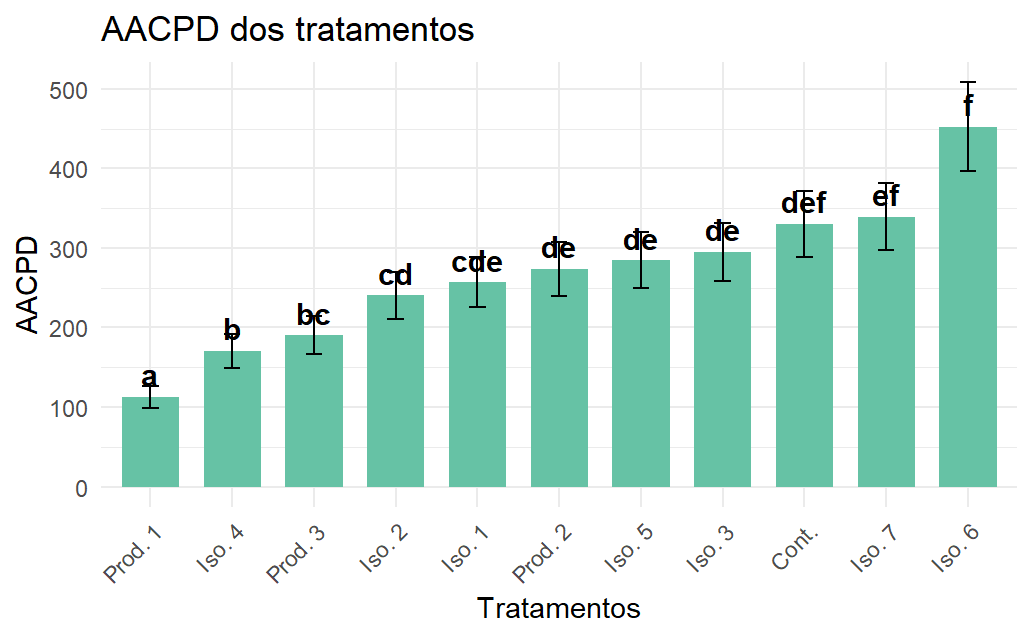 AACPD dos tratamentos
AACPD
500
400
300
200
100
0
a
b
bc
cd
cde
de
de
de
def
ef
f
Prod. 1
Iso. 4
Prod. 3
Iso. 2
Iso. 1
Prod. 2
Iso. 5
Iso. 3
Cont.
Iso. 7
Iso. 6
Tratamentos